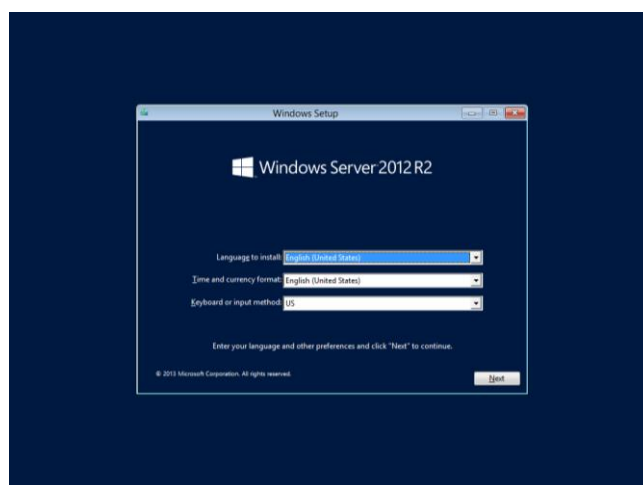 Windows Setup
Windows Server 2012 R2
Language to install: English (United States)
Time and currency format: English (United States)
Keyboard or input method: US
Enter your language and other preferences and click "Next" to continue.
© 2013 Microsoft Corporation. All rights reserved.
Next